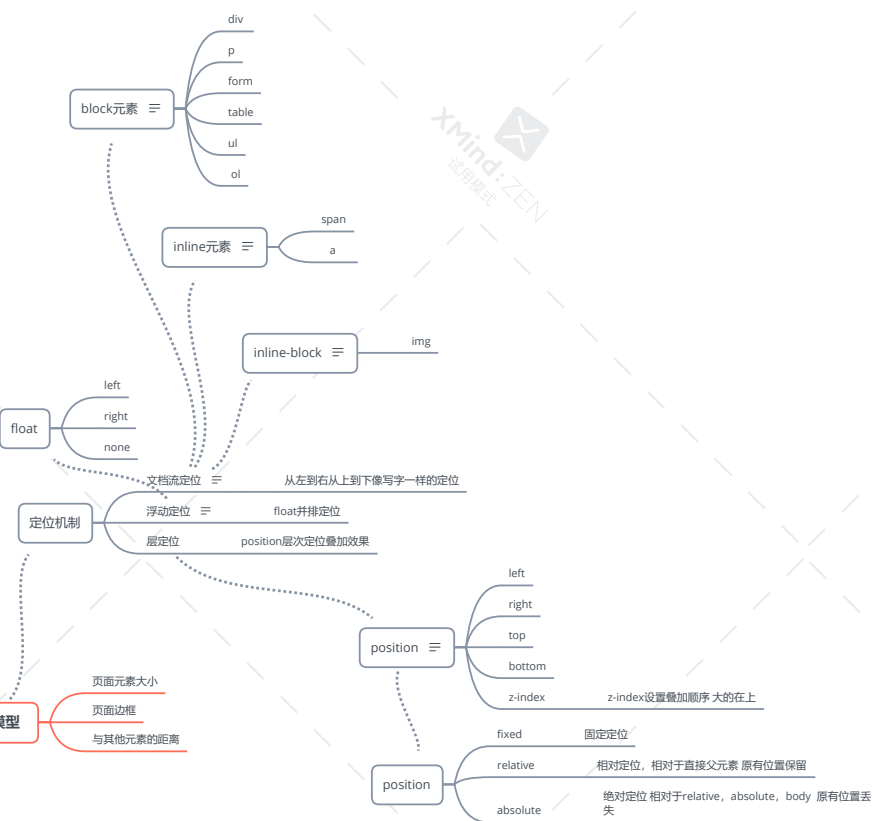 div
p
form
block元素
table
ul
ol
XMind:ZEN
试用模式
span
inline元素
a
inline-block
img
left
float
right
none
文档流定位
从左到右从上到下像写字一样的定位
定位机制
浮动定位
float并排定位
层定位
position层次定位叠加效果
left
right
position
top
bottom
z-index
z-index设置叠加顺序 大的在上
页面元素大小
模型
页面边框
与其他元素的距离
fixed
固定定位
position
relative
相对定位，相对于直接父元素 原有位置保留
absolute
绝对定位 相对于relative，absolute，body 原有位置丢
失